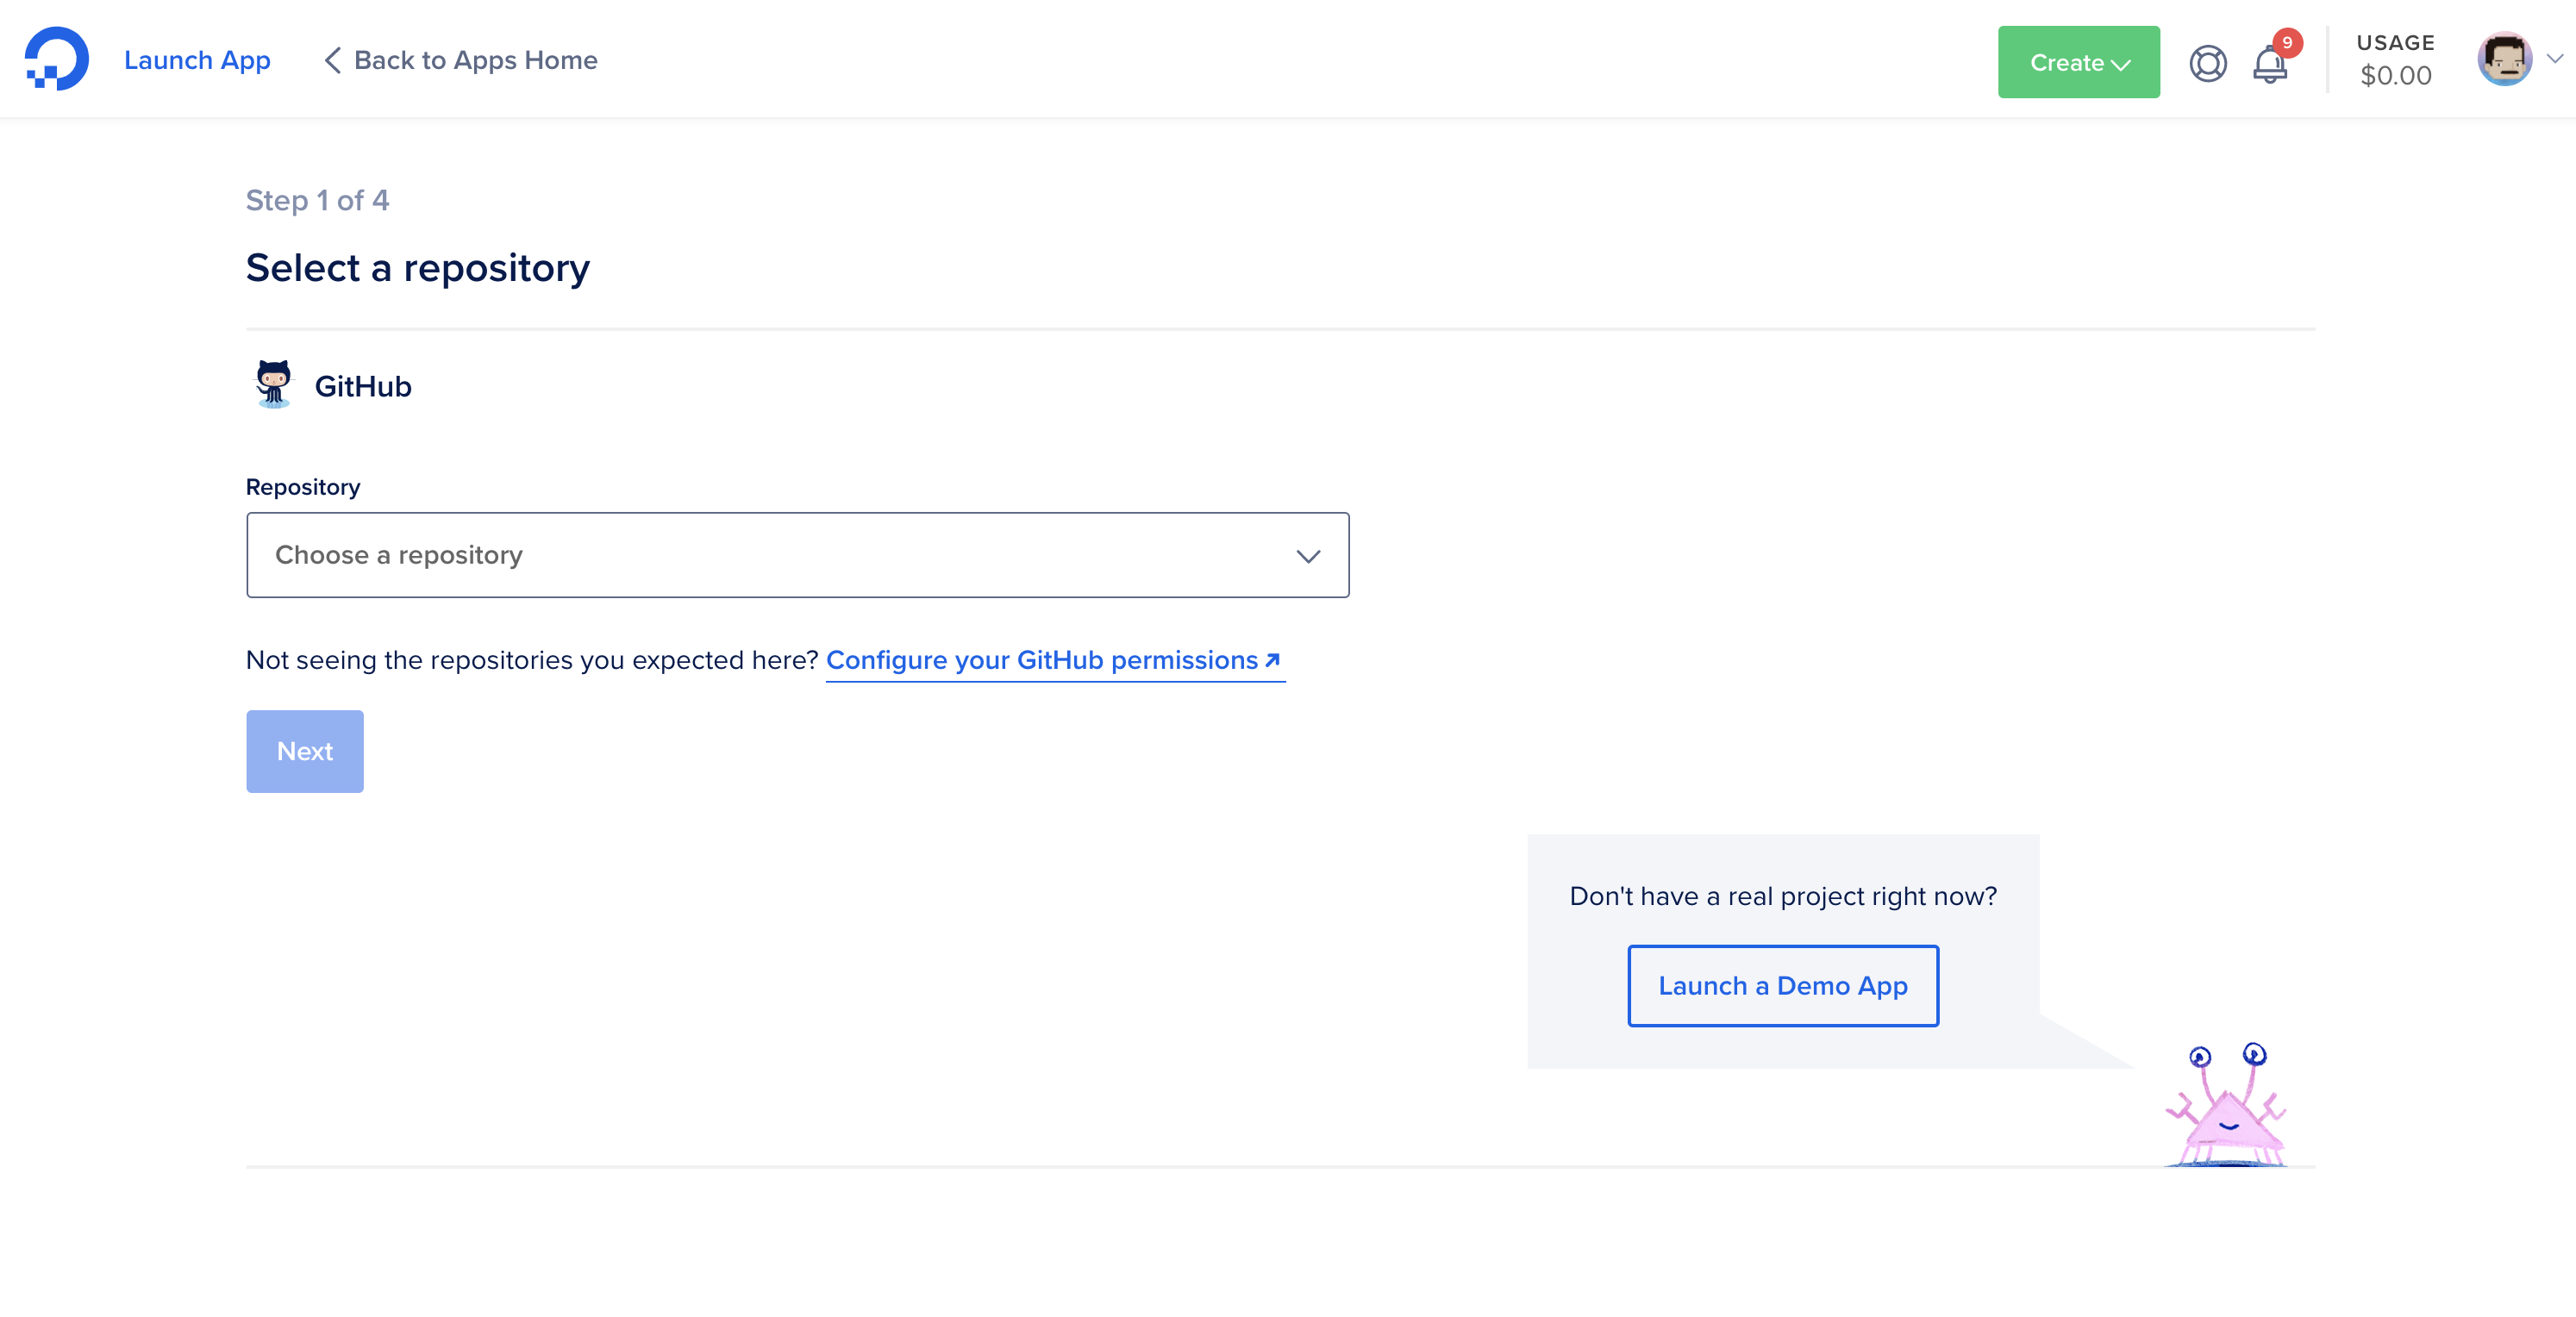 Launch App
Back to Apps Home
Create
9
USAGE
$0.00
Step 1 of 4
Select a repository
GitHub
Repository
Choose a repository
Not seeing the repositories you expected here? Configure your GitHub permissions
Next
Don't have a real project right now?
Launch a Demo App